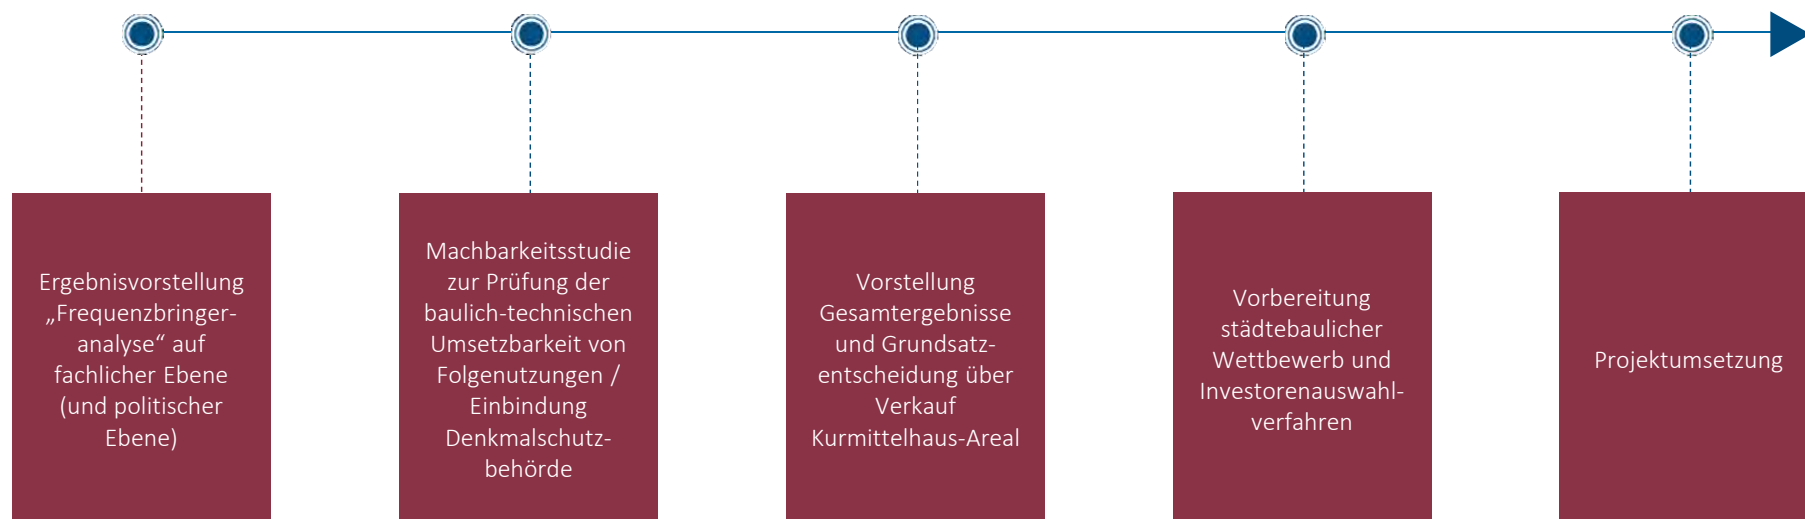 Ergebnisvorstellung
„Frequenzbringer-
analyse“ auf
fachlicher Ebene
(und politischer
Ebene)
Machbarkeitsstudie
zur Prüfung der
baulich-technischen
Umsetzbarkeit von
Folgenutzungen /
Einbindung
Denkmalschutz-
behörde
Vorstellung
Gesamtergebnisse
und Grundsatz-
entscheidung über
Verkauf
Kurmittelhaus-Areal
Vorbereitung
städtebaulicher
Wettbewerb und
Investorenauswahl-
verfahren
Projektumsetzung